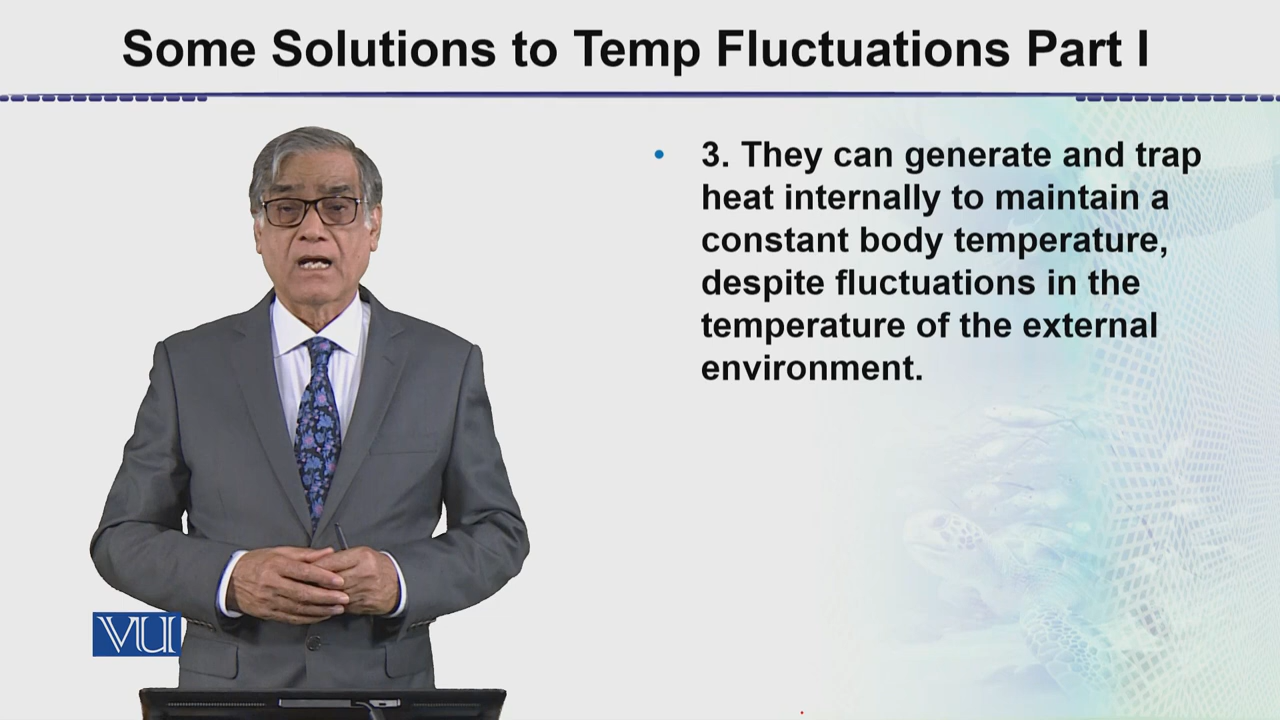 Some Solutions to Temp Fluctuations Part I
• 3. They can generate and trap
heat internally to maintain a
constant body temperature,
despite fluctuations in the
temperature of the external
environment.
VU